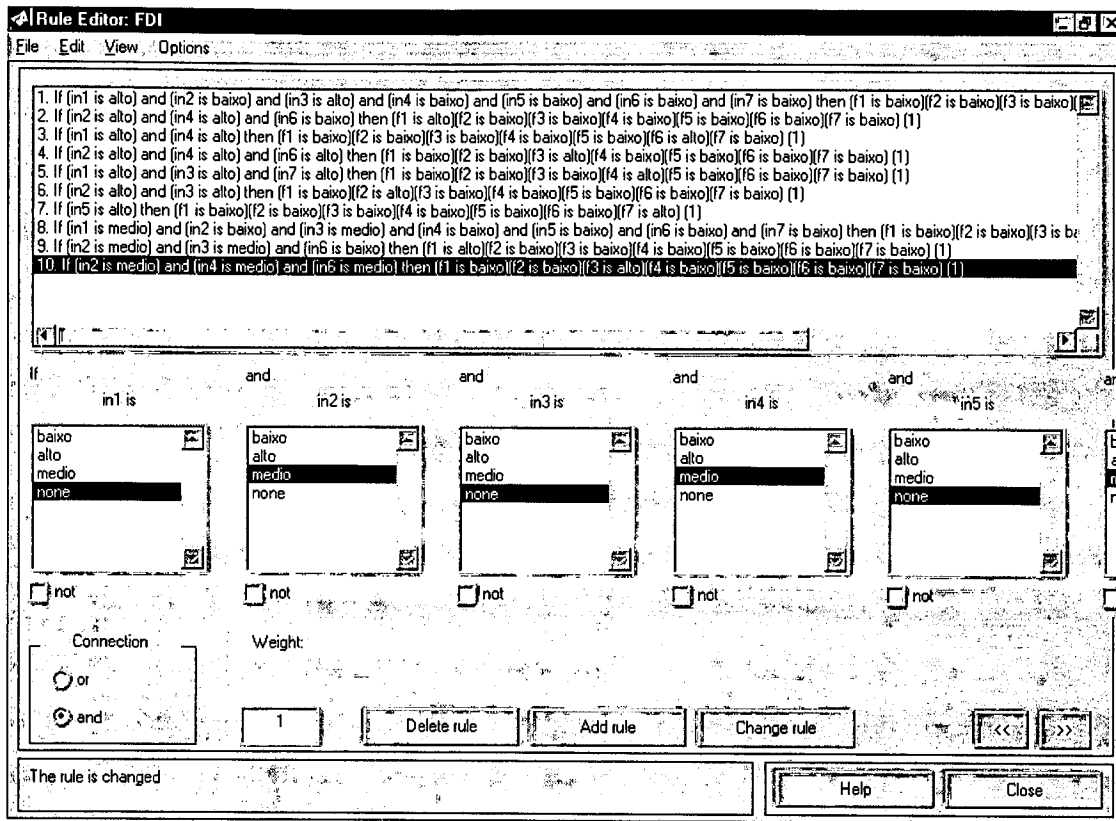 Rule Editor: FDI
File Edit View Options
1. If (in1 is alto) and (in2 is baixo) and (in3 is alto) and (in4 is baixo) and (in5 is baixo) and (in6 is baixo) and (in7 is baixo) then (f1 is baixo)(f2 is baixo)(f3 is baixo)(
2. If (in2 is alto) and (in4 is alto) and (in6 is baixo) then (f1 is alto)(f2 is baixo)(f3 is baixo)(f4 is baixo)(f5 is baixo)(f6 is baixo)(f7 is baixo) (1)
3. If (in1 is alto) and (in4 is alto) then (f1 is baixo)(f2 is baixo)(f3 is baixo)(f4 is baixo)(f5 is baixo)(f6 is alto)(f7 is baixo) (1)
4. If (in2 is alto) and (in4 is alto) and (in6 is alto) then (f1 is baixo)(f2 is baixo)(f3 is alto)(f4 is baixo)(f5 is baixo)(f6 is baixo)(f7 is baixo) (1)
5. If (in1 is alto) and (in3 is alto) and (in7 is alto) then (f1 is baixo)(f2 is baixo)(f3 is baixo)(f4 is alto)(f5 is baixo)(f6 is baixo)(f7 is baixo) (1)
6. If (in2 is alto) and (in3 is alto) then (f1 is baixo)(f2 is alto)(f3 is baixo)(f4 is baixo)(f5 is baixo)(f6 is baixo)(f7 is baixo) (1)
7. If (in5 is alto) then (f1 is baixo)(f2 is baixo)(f3 is baixo)(f4 is baixo)(f5 is baixo)(f6 is baixo)(f7 is alto) (1)
8. If (in1 is medio) and (in2 is baixo) and (in3 is medio) and (in4 is baixo) and (in5 is baixo) and (in6 is baixo) and (in7 is baixo) then (f1 is baixo)(f2 is baixo)(f3 is ba
9. If (in2 is medio) and (in3 is medio) and (in6 is baixo) then (f1 is alto)(f2 is baixo)(f3 is baixo)(f4 is baixo)(f5 is baixo)(f6 is baixo)(f7 is baixo) (1)
10. If (in2 is medio) and (in4 is medio) and (in6 is medio) then (f1 is baixo)(f2 is baixo)(f3 is alto)(f4 is baixo)(f5 is baixo)(f6 is baixo)(f7 is baixo) (1)
If and and and and
in1 is in2 is in3 is in4 is in5 is
baixo baixo baixo baixo baixo
alto alto alto alto alto
medio medio medio medio medio
none none none none none
not not not not not
Connection Weight:
or
and 1 Delete rule Add rule Change rule << >>
The rule is changed Help Close